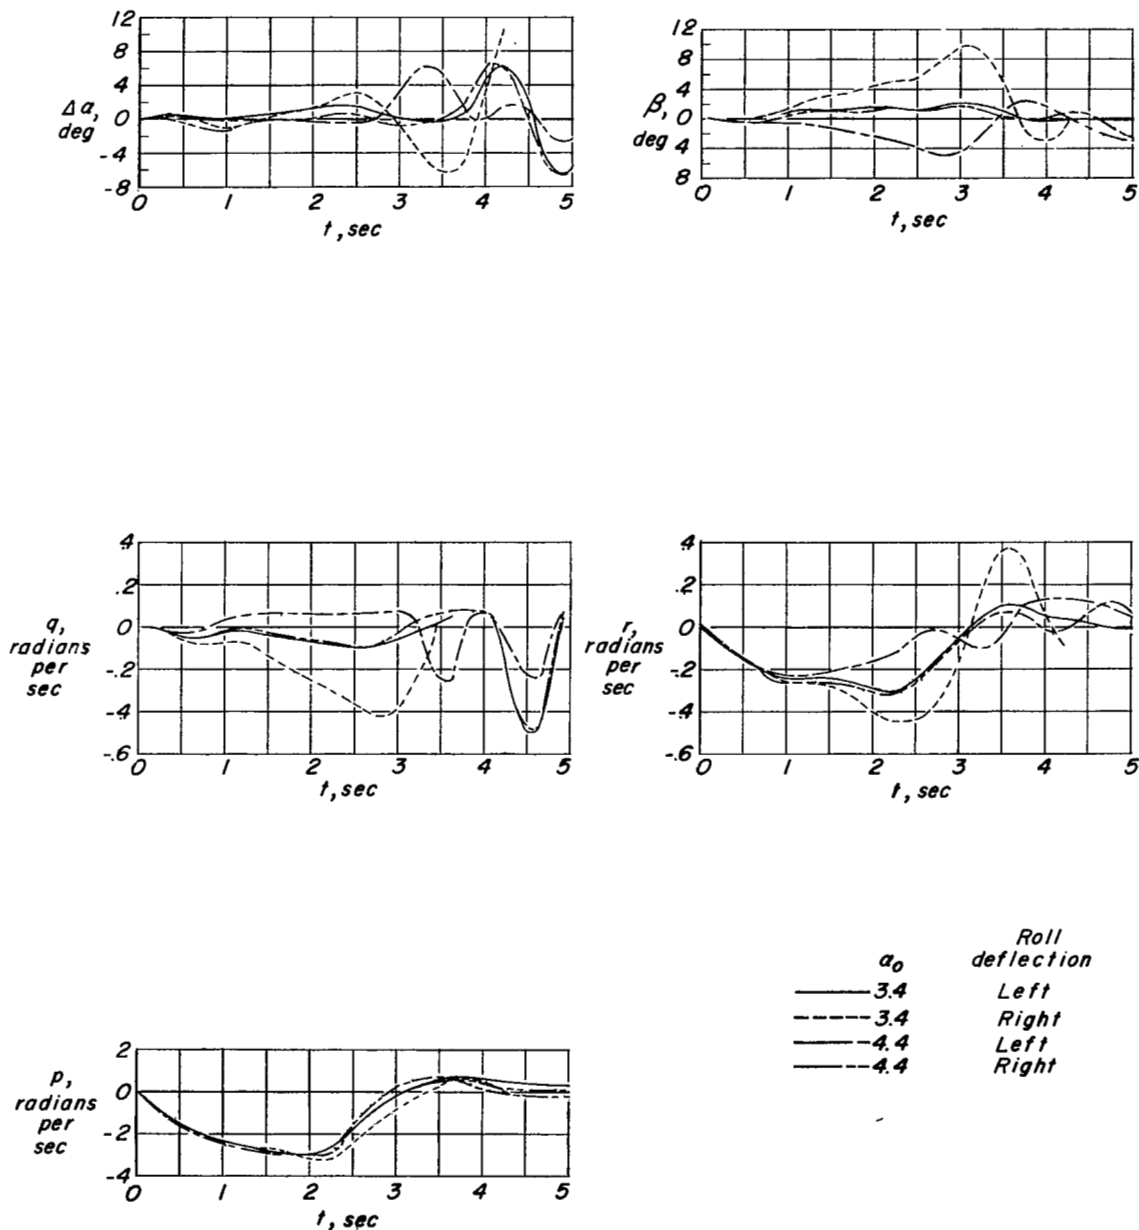 12
8
4
0
-4
-8
Δα,
deg
0 1 2 3 4 5
t, sec
12
8
4
0
4
8
β,
deg
0 1 2 3 4 5
t, sec
.4
.2
0
-.2
-.4
-.6
q,
radians
per
sec
0 1 2 3 4 5
t, sec
.4
.2
0
-.2
-.4
-.6
r,
radians
per
sec
0 1 2 3 4 5
t, sec
α₀ Roll
deflection
3.4 Left
3.4 Right
4.4 Left
4.4 Right
2
0
-2
-4
p,
radians
per
sec
0 1 2 3 4 5
t, sec